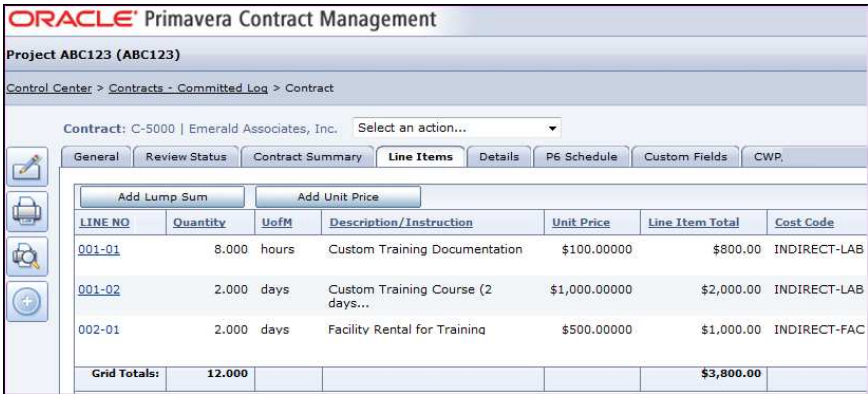 ORACLE Primavera Contract Management
Project ABC123 (ABC123)
Control Center > Contracts - Committed Log > Contract
Contract: C-5000 | Emerald Associates, Inc. Select an action...
General Review Status Contract Summary Line Items Details P6 Schedule Custom Fields CWP.
Add Lump Sum Add Unit Price
LINE NO Quantity UofM Description/Instruction Unit Price Line Item Total Cost Code
001-01 8.000 hours Custom Training Documentation $100.00000 $800.00 INDIRECT-LAB
001-02 2.000 days Custom Training Course (2 days... $1,000.00000 $2,000.00 INDIRECT-LAB
002-01 2.000 days Facility Rental for Training $500.00000 $1,000.00 INDIRECT-FAC
Grid Totals: 12.000 $3,800.00